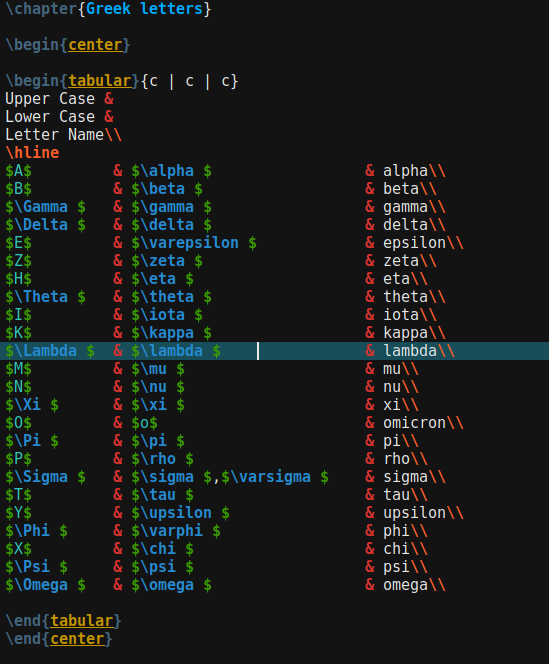 \chapter{Greek letters}
\begin{center}
\begin{tabular}{c | c | c}
Upper Case &
Lower Case &
Letter Name\\
\hline
$A$ & $\alpha $ & alpha\\
$B$ & $\beta $ & beta\\
$\Gamma $ & $\gamma $ & gamma\\
$\Delta $ & $\delta $ & delta\\
$E$ & $\varepsilon $ & epsilon\\
$Z$ & $\zeta $ & zeta\\
$H$ & $\eta $ & eta\\
$\Theta $ & $\theta $ & theta\\
$I$ & $\iota $ & iota\\
$K$ & $\kappa $ & kappa\\
$\Lambda $ & $\lambda $ & lambda\\
$M$ & $\mu $ & mu\\
$N$ & $\nu $ & nu\\
$\Xi $ & $\xi $ & xi\\
$O$ & $o$ & omicron\\
$\Pi $ & $\pi $ & pi\\
$P$ & $\rho $ & rho\\
$\Sigma $ & $\sigma $,$\varsigma $ & sigma\\
$T$ & $\tau $ & tau\\
$Y$ & $\upsilon $ & upsilon\\
$\Phi $ & $\varphi $ & phi\\
$X$ & $\chi $ & chi\\
$\Psi $ & $\psi $ & psi\\
$\Omega $ & $\omega $ & omega\\
\end{tabular}
\end{center}